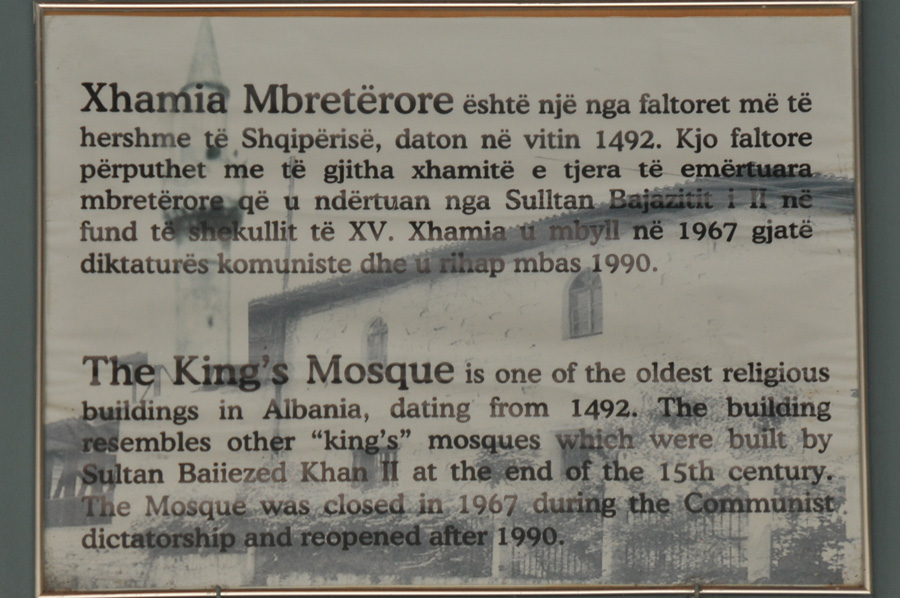 Xhamia Mbretërore është një nga faltoret më të
hershme të Shqipërisë, daton në vitin 1492. Kjo faltore
përputhet me të gjitha xhamitë e tjera të emërtuara
mbretërore që u ndërtuan nga Sulltan Bajazitit i II në
fund të shekullit të XV. Xhamia u mbyll në 1967 gjatë
diktaturës komuniste dhe u rihap mbas 1990.
The King's Mosque is one of the oldest religious
buildings in Albania, dating from 1492. The building
resembles other “king's” mosques which were built by
Sultan Baiiezed Khan II at the end of the 15th century.
The Mosque was closed in 1967 during the Communist
dictatorship and reopened after 1990.